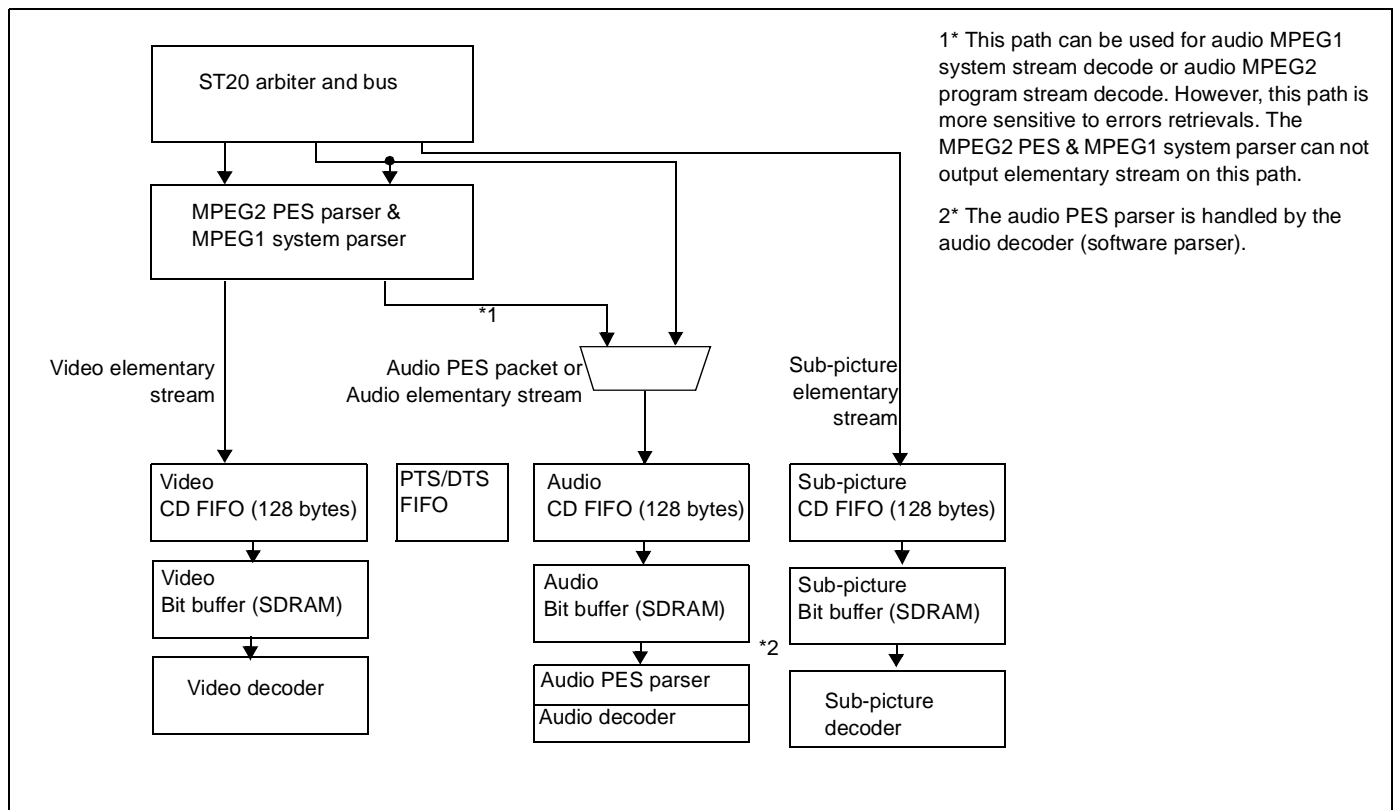 ST20 arbiter and bus
1* This path can be used for audio MPEG1
system stream decode or audio MPEG2
program stream decode. However, this path is
more sensitive to errors retrievals. The
MPEG2 PES & MPEG1 system parser can not
output elementary stream on this path.
2* The audio PES parser is handled by the
audio decoder (software parser).
MPEG2 PES parser &
MPEG1 system parser
*1
Video elementary
stream
Audio PES packet or
Audio elementary stream
Sub-picture
elementary
stream
Video
CD FIFO (128 bytes)
PTS/DTS
FIFO
Audio
CD FIFO (128 bytes)
Sub-picture
CD FIFO (128 bytes)
Video
Bit buffer (SDRAM)
Audio
Bit buffer (SDRAM)
Sub-picture
Bit buffer (SDRAM)
*2
Video decoder
Audio PES parser
Audio decoder
Sub-picture
decoder